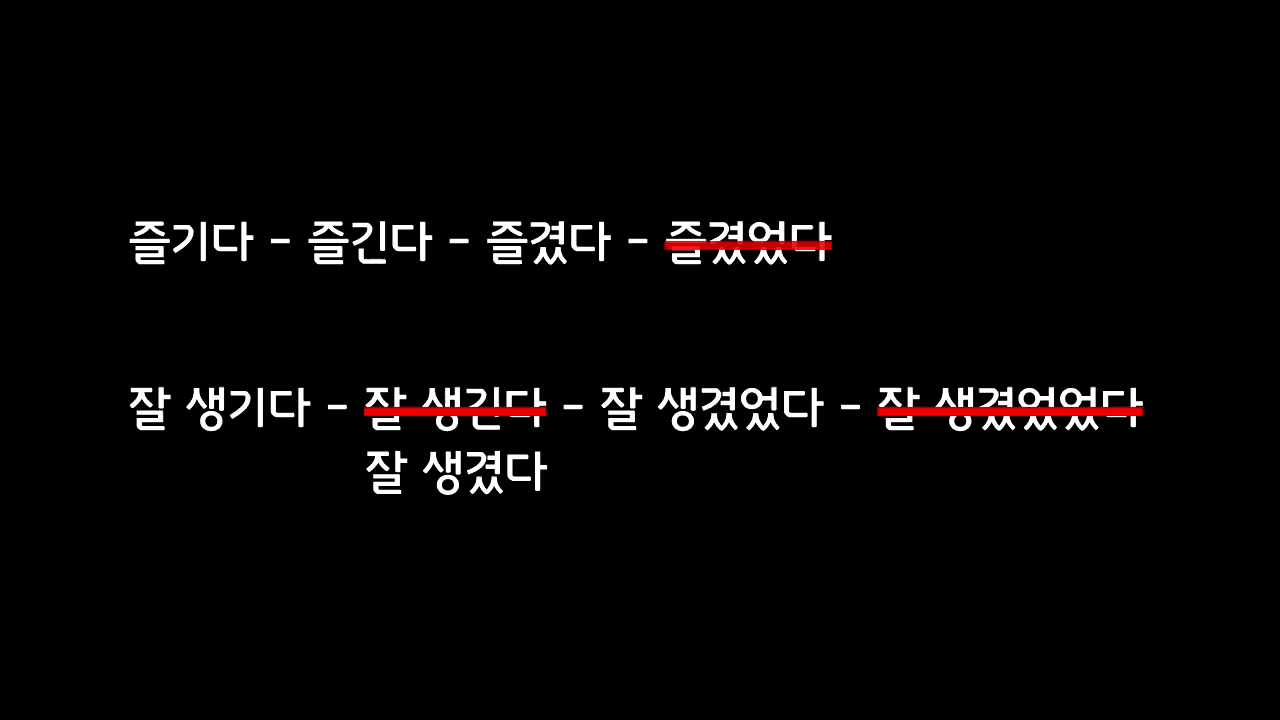 즐기다 - 즐긴다 - 즐겼다 - 즐겼었다
잘 생기다 - 잘 생긴다 - 잘 생겼었다 - 잘 생겼었었다
잘 생겼다